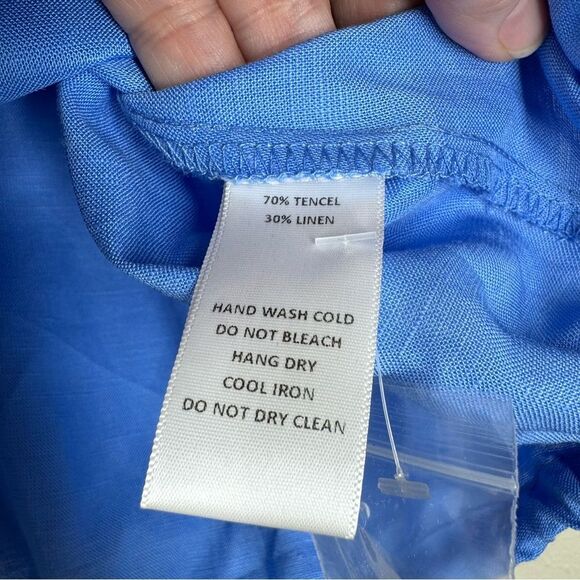 70% TENCEL
30% LINEN
HAND WASH COLD
DO NOT BLEACH
HANG DRY
COOL IRON
DO NOT DRY CLEAN